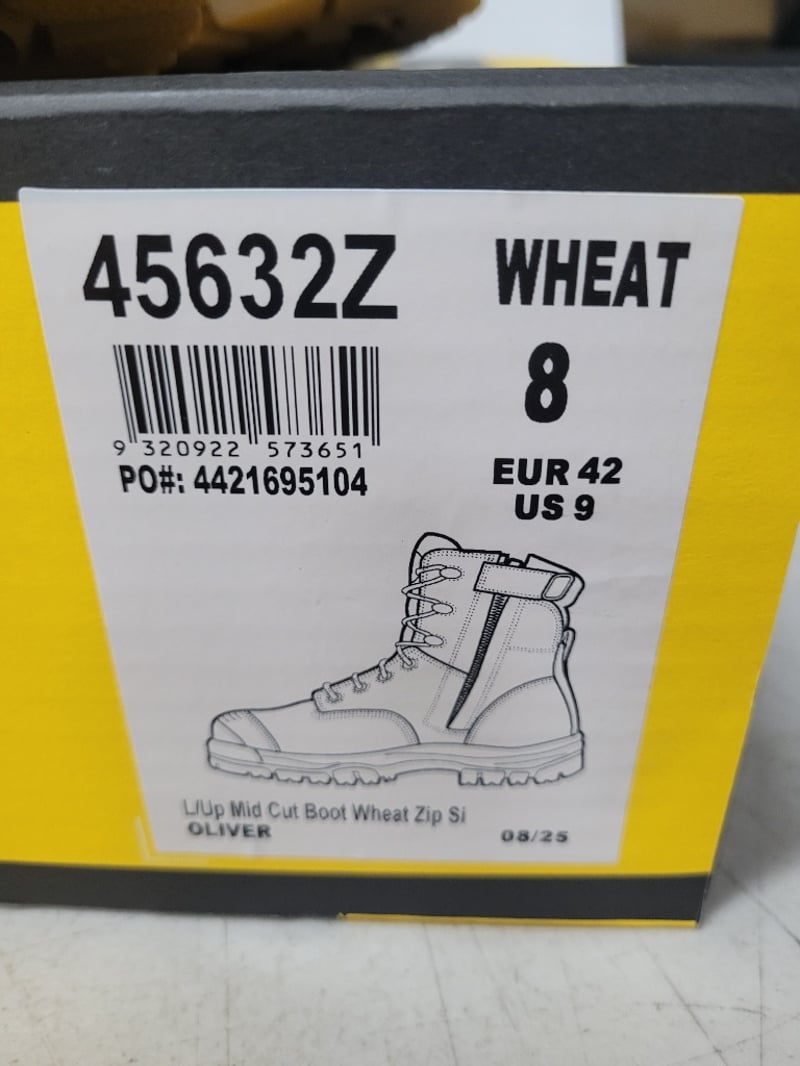 45632Z
WHEAT
8
9 320922 573651
PO#: 4421695104
EUR 42
US 9
L/Up Mid Cut Boot Wheat Zip Si
OLIVER
08/25